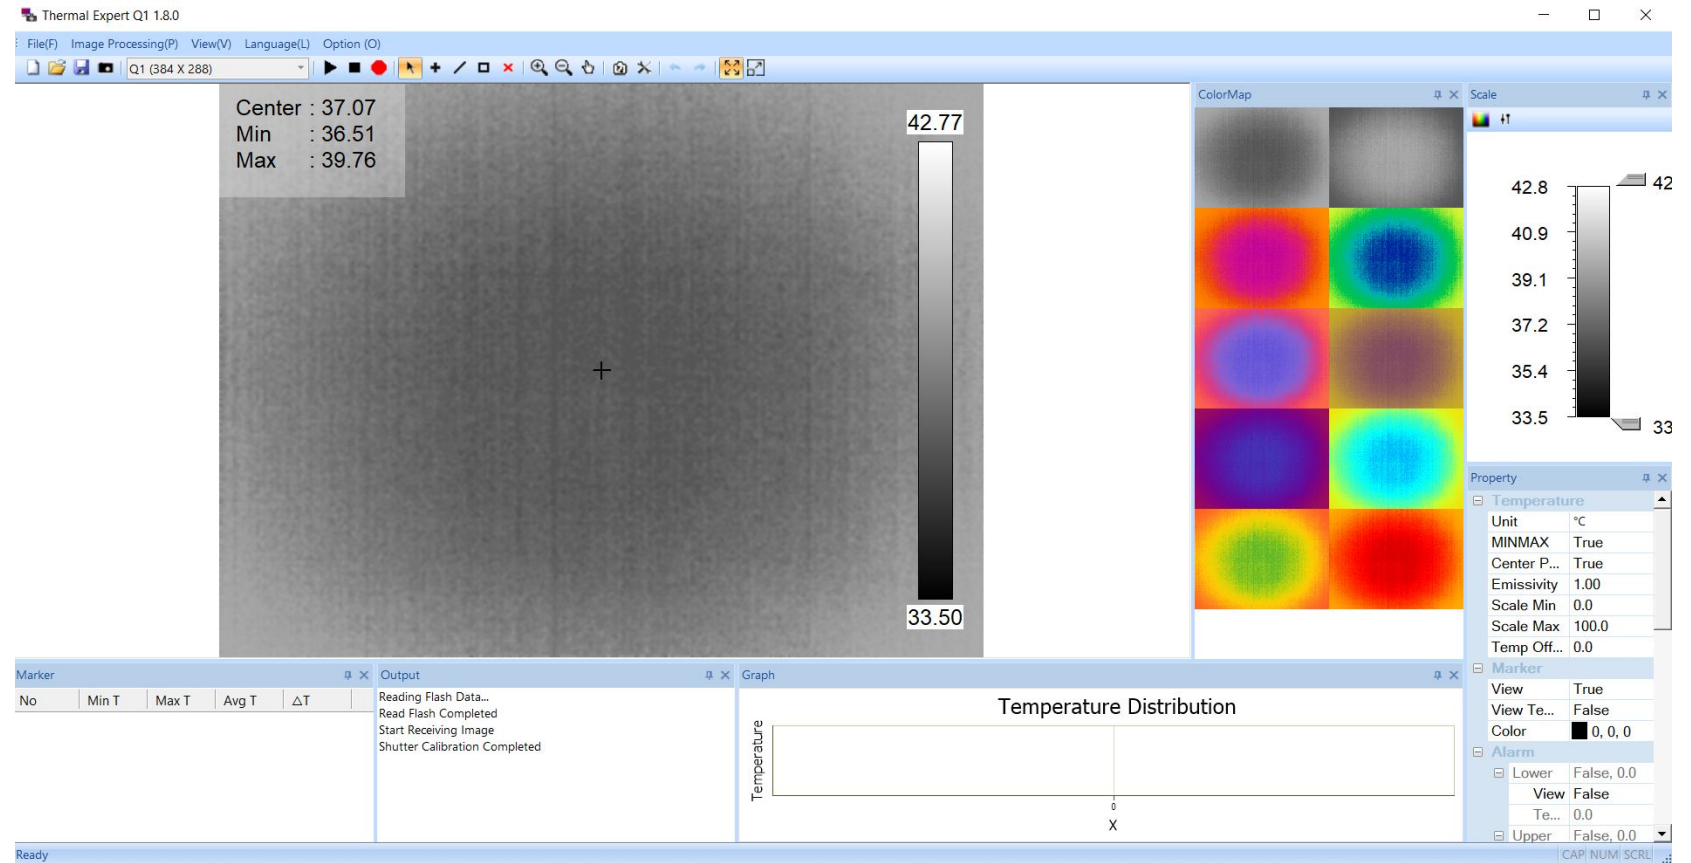 Thermal Expert Q1 1.8.0
File(F) Image Processing(P) View(V) Language(L) Option (O)
Q1 (384 X 288)
Center : 37.07
Min : 36.51
Max : 39.76
42.77
33.50
ColorMap
Scale
42.8
40.9
39.1
37.2
35.4
33.5
42
33
Property
Temperature
Unit °C
MINMAX True
Center P... True
Emissivity 1.00
Scale Min 0.0
Scale Max 100.0
Temp Off... 0.0
Marker
View True
View Te... False
Color 0, 0, 0
Alarm
Lower False, 0.0
View False
Te... 0.0
Upper False, 0.0
Marker
No Min T Max T Avg T △T
Output
Reading Flash Data...
Read Flash Completed
Start Receiving Image
Shutter Calibration Completed
Graph
Temperature Distribution
Temperature
0
X
Ready
CAP NUM SCRL